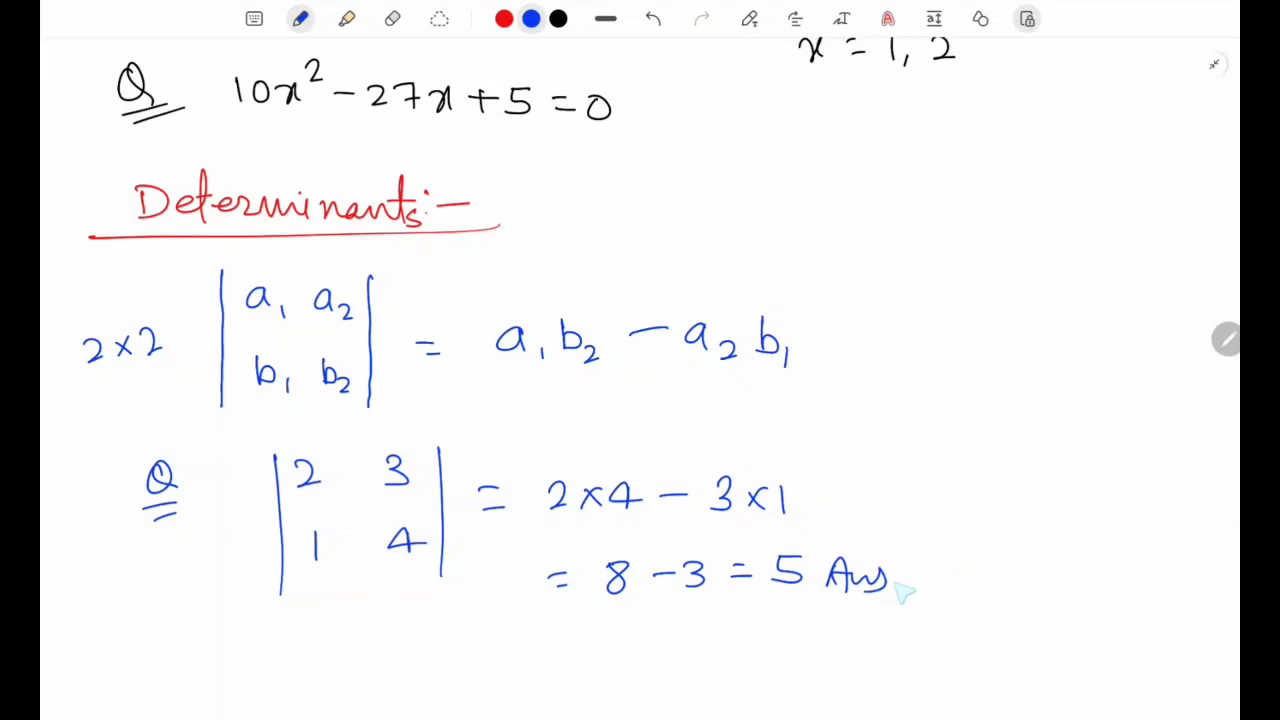 x = 1, 2
Q 10x² - 27x + 5 = 0
Determinants:-
2×2 | a₁ a₂ |
| b₁ b₂ | = a₁b₂ - a₂b₁
Q | 2 3 | = 2×4 - 3×1
| 1 4 |
= 8 - 3 = 5 Ans